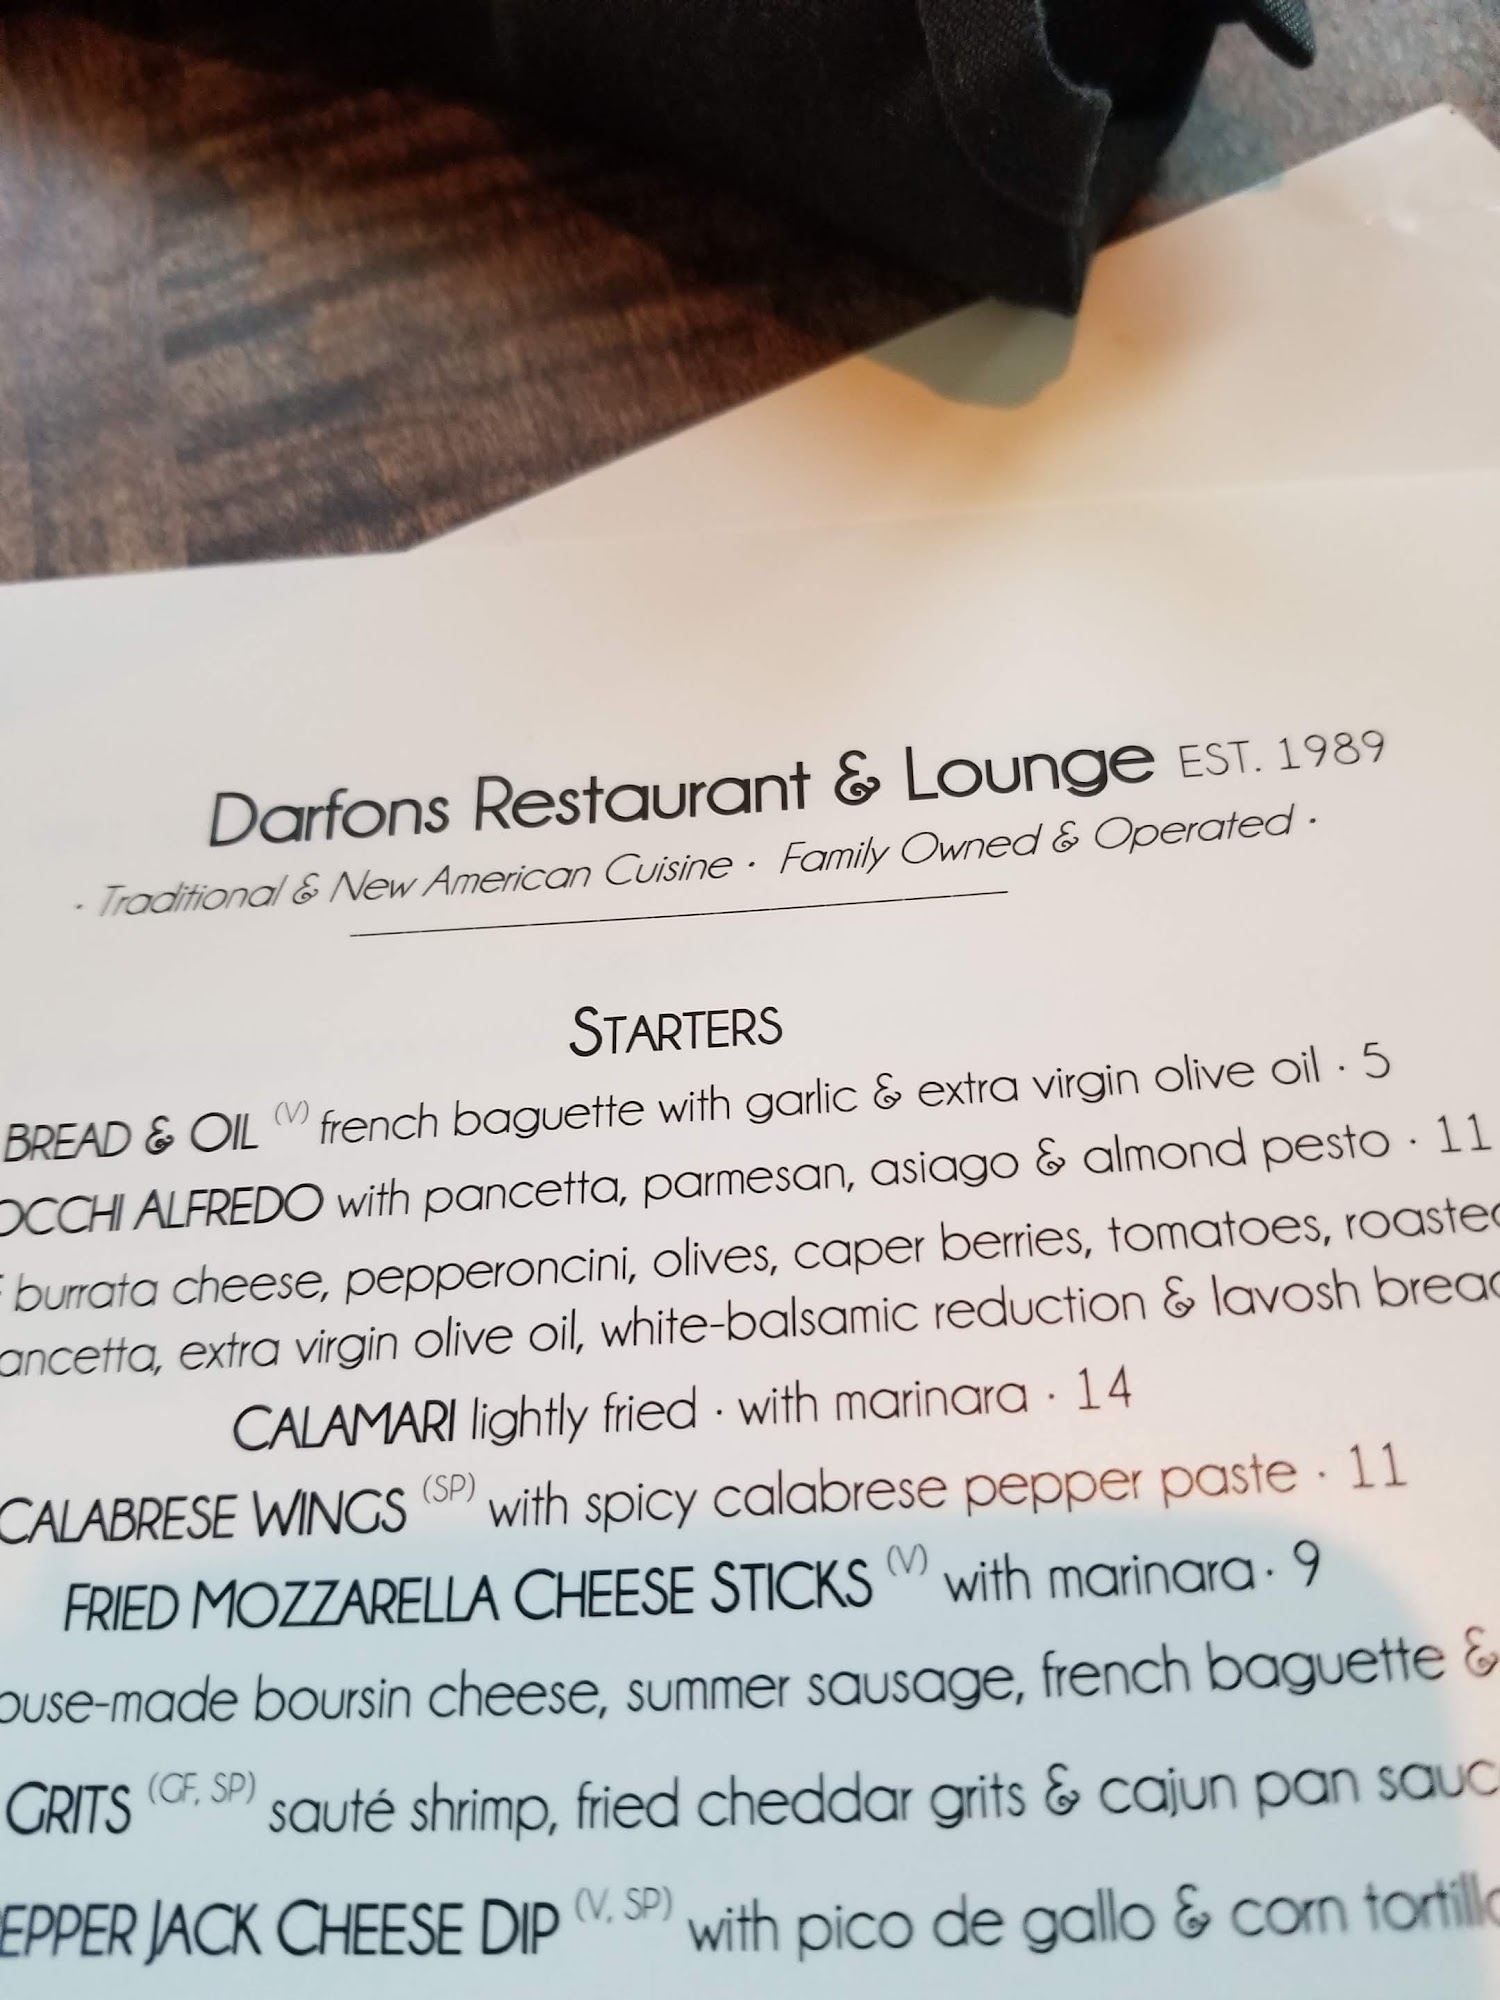 Darfons Restaurant & Lounge EST. 1989
· Traditional & New American Cuisine · Family Owned & Operated ·
STARTERS
BREAD & OIL (V) french baguette with garlic & extra virgin olive oil · 5
OCCHI ALFREDO with pancetta, parmesan, asiago & almond pesto · 11
burrata cheese, pepperoncini, olives, caper berries, tomatoes, roasted
ancetta, extra virgin olive oil, white-balsamic reduction & lavosh bread
CALAMARI lightly fried · with marinara · 14
CALABRESE WINGS (SP) with spicy calabrese pepper paste · 11
FRIED MOZZARELLA CHEESE STICKS (V) with marinara · 9
ouse-made boursin cheese, summer sausage, french baguette &
GRITS (GF, SP) sauté shrimp, fried cheddar grits & cajun pan sauc
EPPER JACK CHEESE DIP (V, SP) with pico de gallo & corn tortilla